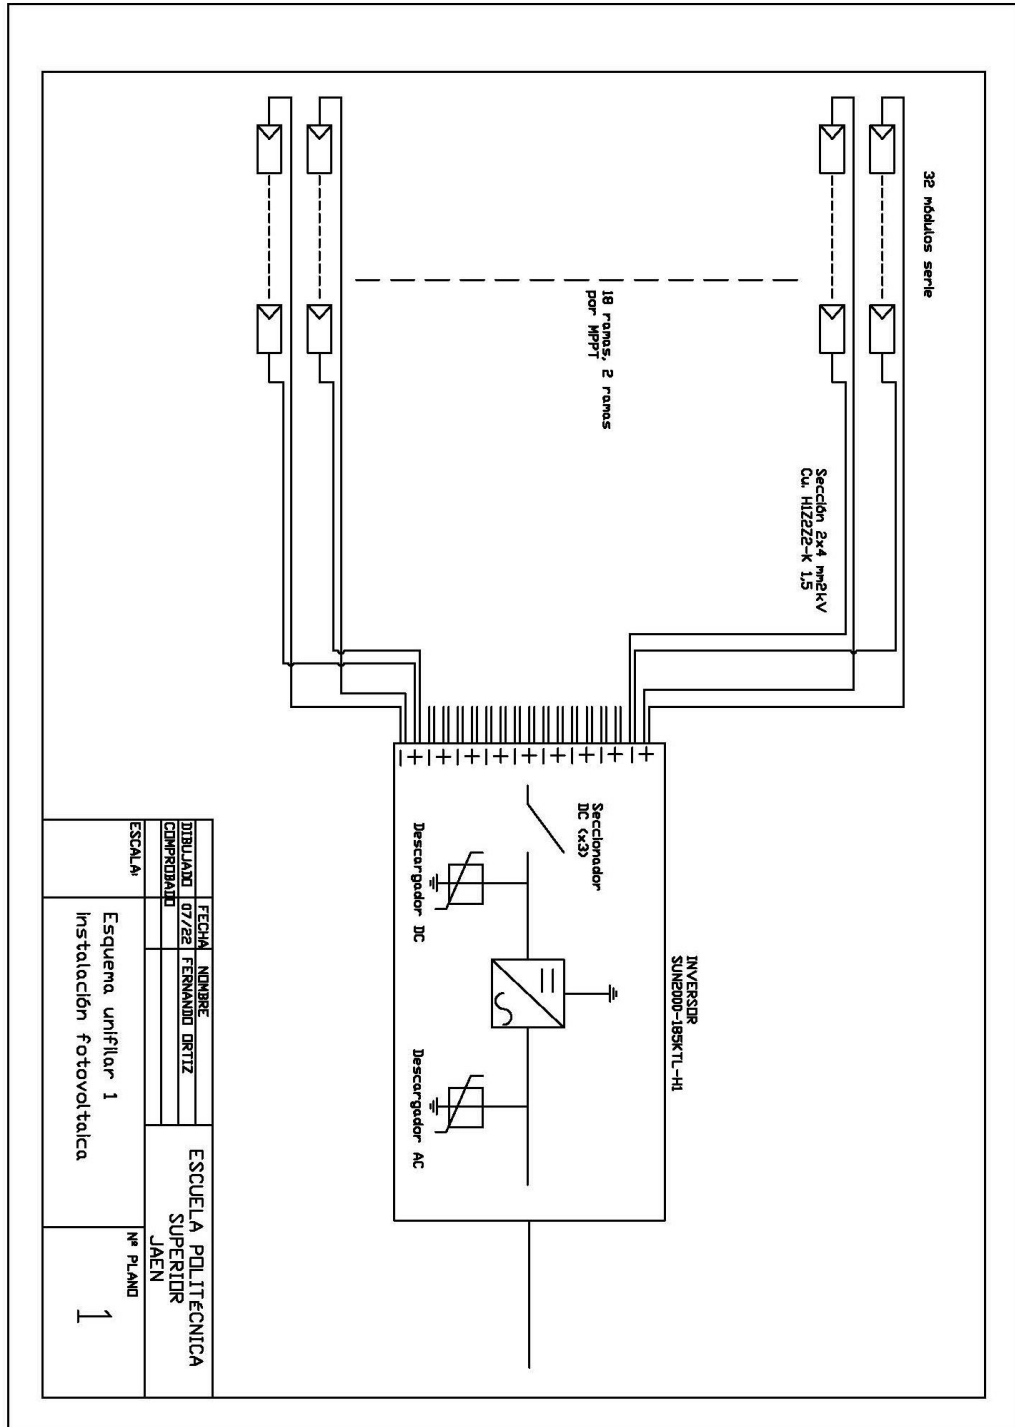 32 módulos serie
18 ramas, 2 ramas
por MPPT
Sección 2x4 mm2kV
Cu. H1Z2Z2-K 1,5
INVERSOR
SUN2000-185KTL-H1
Seccionador
DC (x3)
- + - + - + - + - + - + - + - + - +
Descargador DC
Descargador AC
FECHA NOMBRE
DIBUJADO 07/22 FERNANDO ORTIZ
COMPROBADO
ESCUELA POLITÉCNICA
SUPERIOR
JAEN
ESCALA:
Esquema unifilar 1
instalación fotovoltaica
Nº PLANO
1